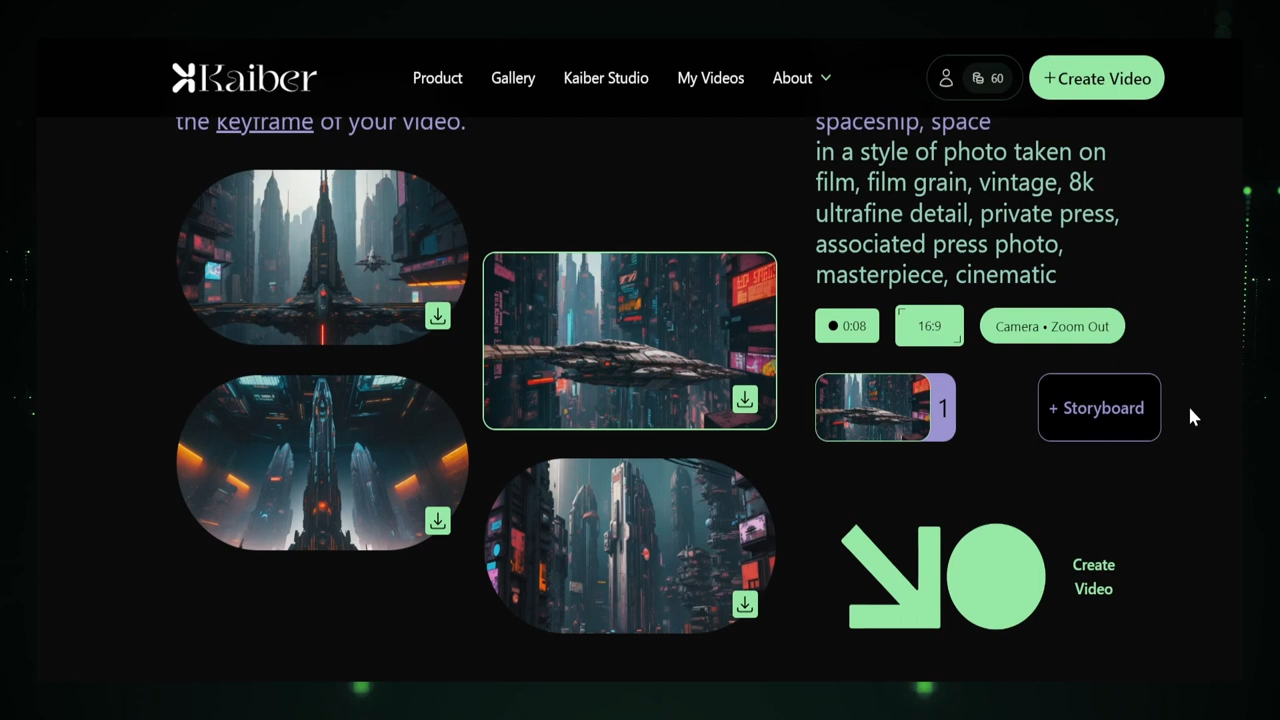 Kaiber
Product
Gallery
Kaiber Studio
My Videos
About
60
+Create Video
the keyframe of your video.
spaceship, space
in a style of photo taken on
film, film grain, vintage, 8k
ultrafine detail, private press,
associated press photo,
masterpiece, cinematic
0:08
16:9
Camera • Zoom Out
1
+ Storyboard
Create
Video